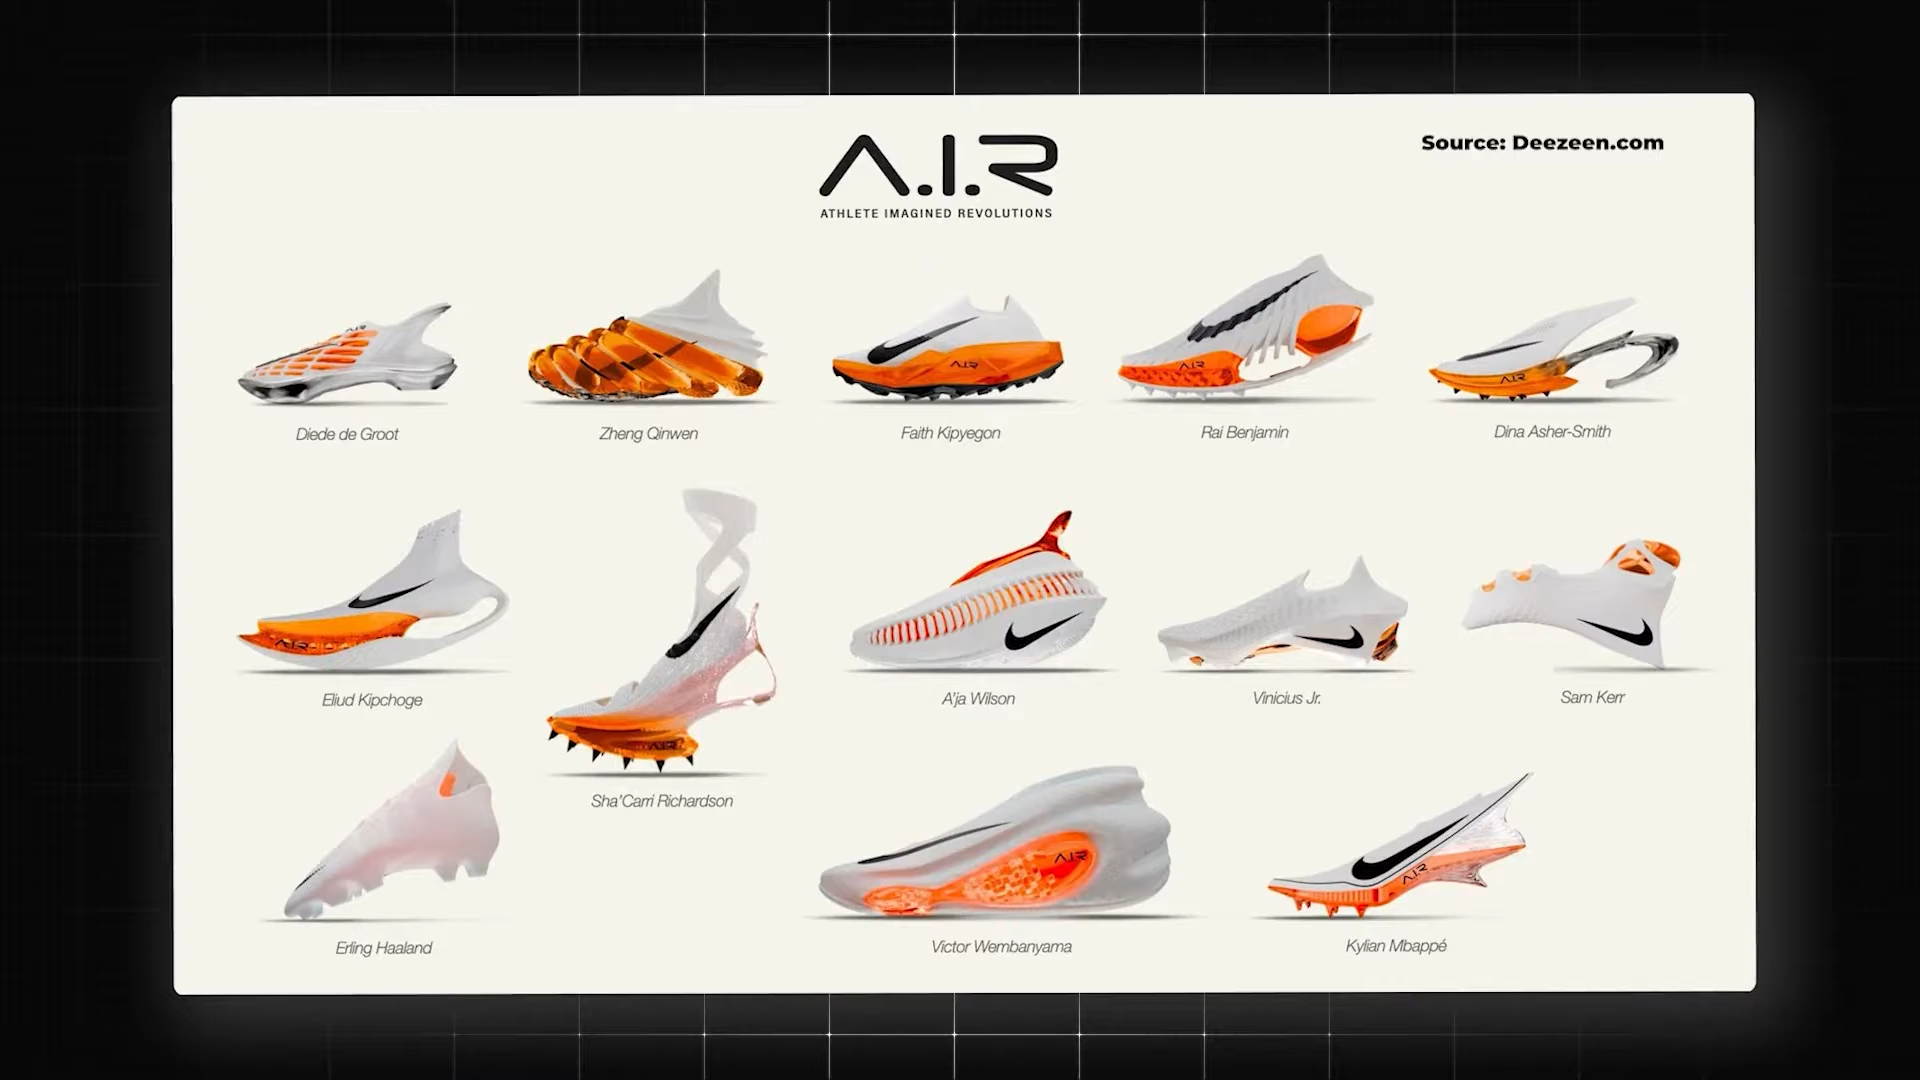 A.I.R
ATHLETE IMAGINED REVOLUTIONS
Source: Deezeen.com
A.I.R
A.I.R
A.I.R
A.I.R
Diede de Groot
Zheng Qinwen
Faith Kipyegon
Rai Benjamin
Dina Asher-Smith
A.I.R
A.I.R
Eliud Kipchoge
Sha'Carri Richardson
A'ja Wilson
Vinicius Jr.
Sam Kerr
A.I.R
A.I.R
Erling Haaland
Victor Wembanyama
Kylian Mbappé